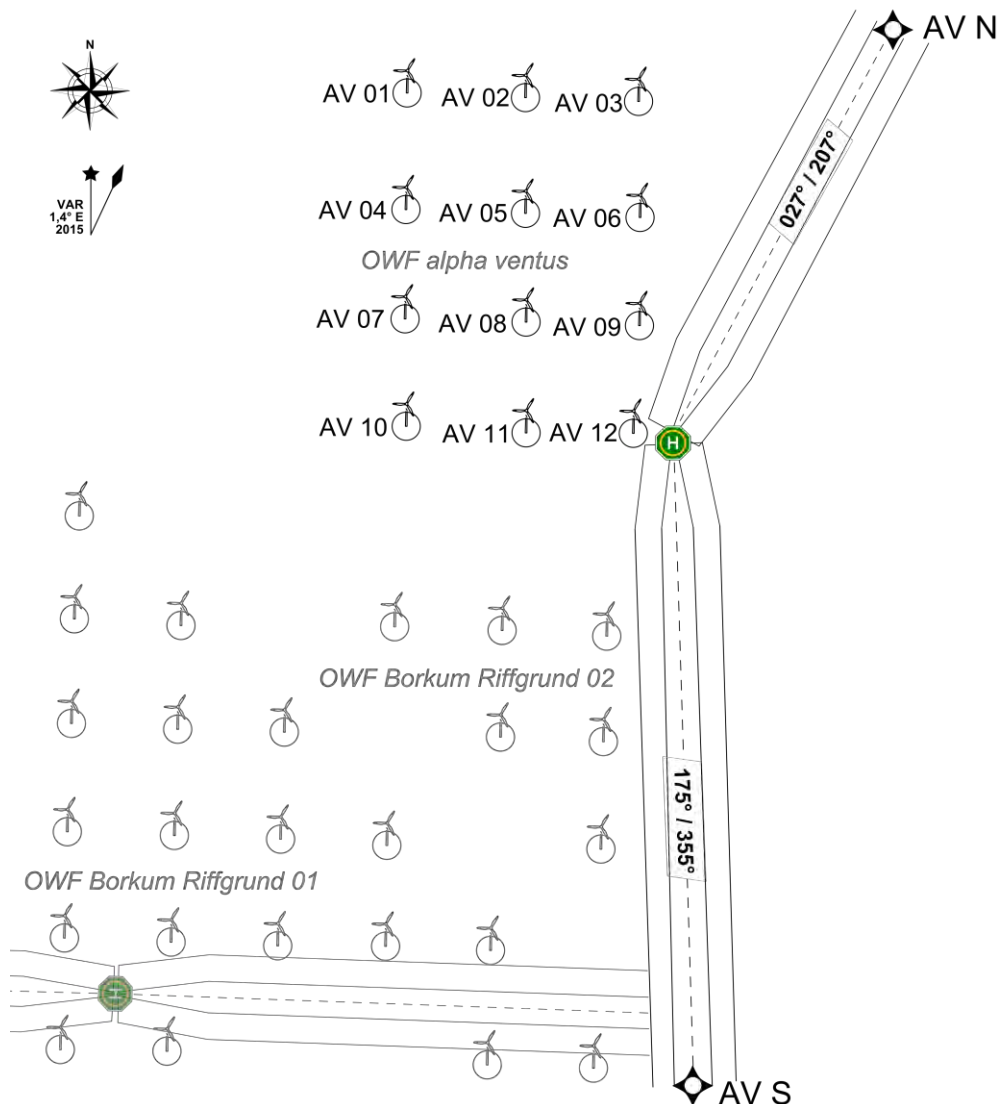 AV N
N
AV 01 AV 02 AV 03
027° / 207°
VAR
1,4° E
2015
AV 04 AV 05 AV 06
OWF alpha ventus
AV 07 AV 08 AV 09
AV 10 AV 11 AV 12
H
OWF Borkum Riffgrund 02
175° / 355°
OWF Borkum Riffgrund 01
H
AV S